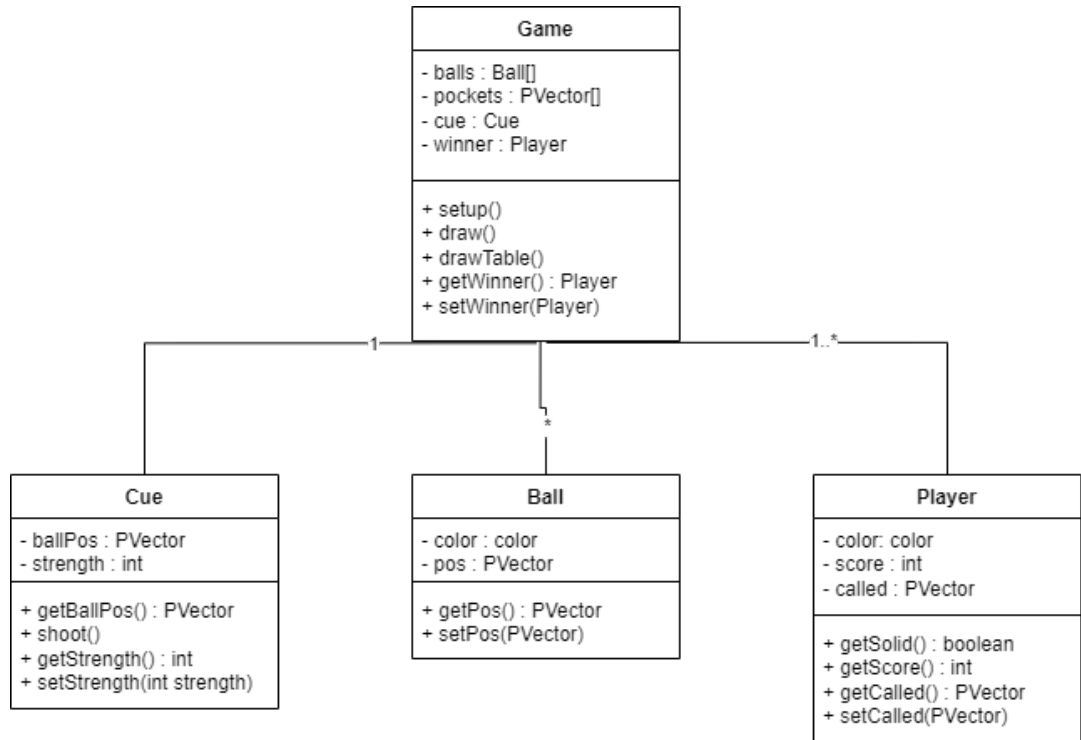 Game
- balls : Ball[]
- pockets : PVector[]
- cue : Cue
- winner : Player
+ setup()
+ draw()
+ drawTable()
+ getWinner() : Player
+ setWinner(Player)
1
1..*
*
Cue
- ballPos : PVector
- strength : int
+ getBallPos() : PVector
+ shoot()
+ getStrength() : int
+ setStrength(int strength)
Ball
- color : color
- pos : PVector
+ getPos() : PVector
+ setPos(PVector)
Player
- color: color
- score : int
- called : PVector
+ getSolid() : boolean
+ getScore() : int
+ getCalled() : PVector
+ setCalled(PVector)